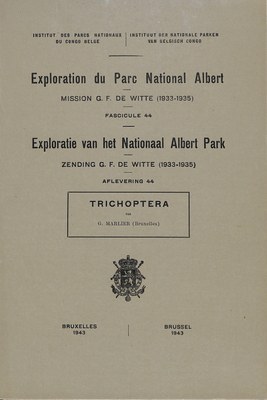 INSTITUT DES PARCS NATIONAUX
DU CONGO BELGE
INSTITUUT DER NATIONALE PARKEN
VAN BELGISCH CONGO
Exploration du Parc National Albert
MISSION G. F. DE WITTE (1933-1935)
FASCICULE 44
Exploratie van het Nationaal Albert Park
ZENDING G. F. DE WITTE (1933-1935)
AFLEVERING 44
TRICHOPTERA
PAR
G. MARLIER (Bruxelles)
BRUXELLES
1943
BRUSSEL
1943